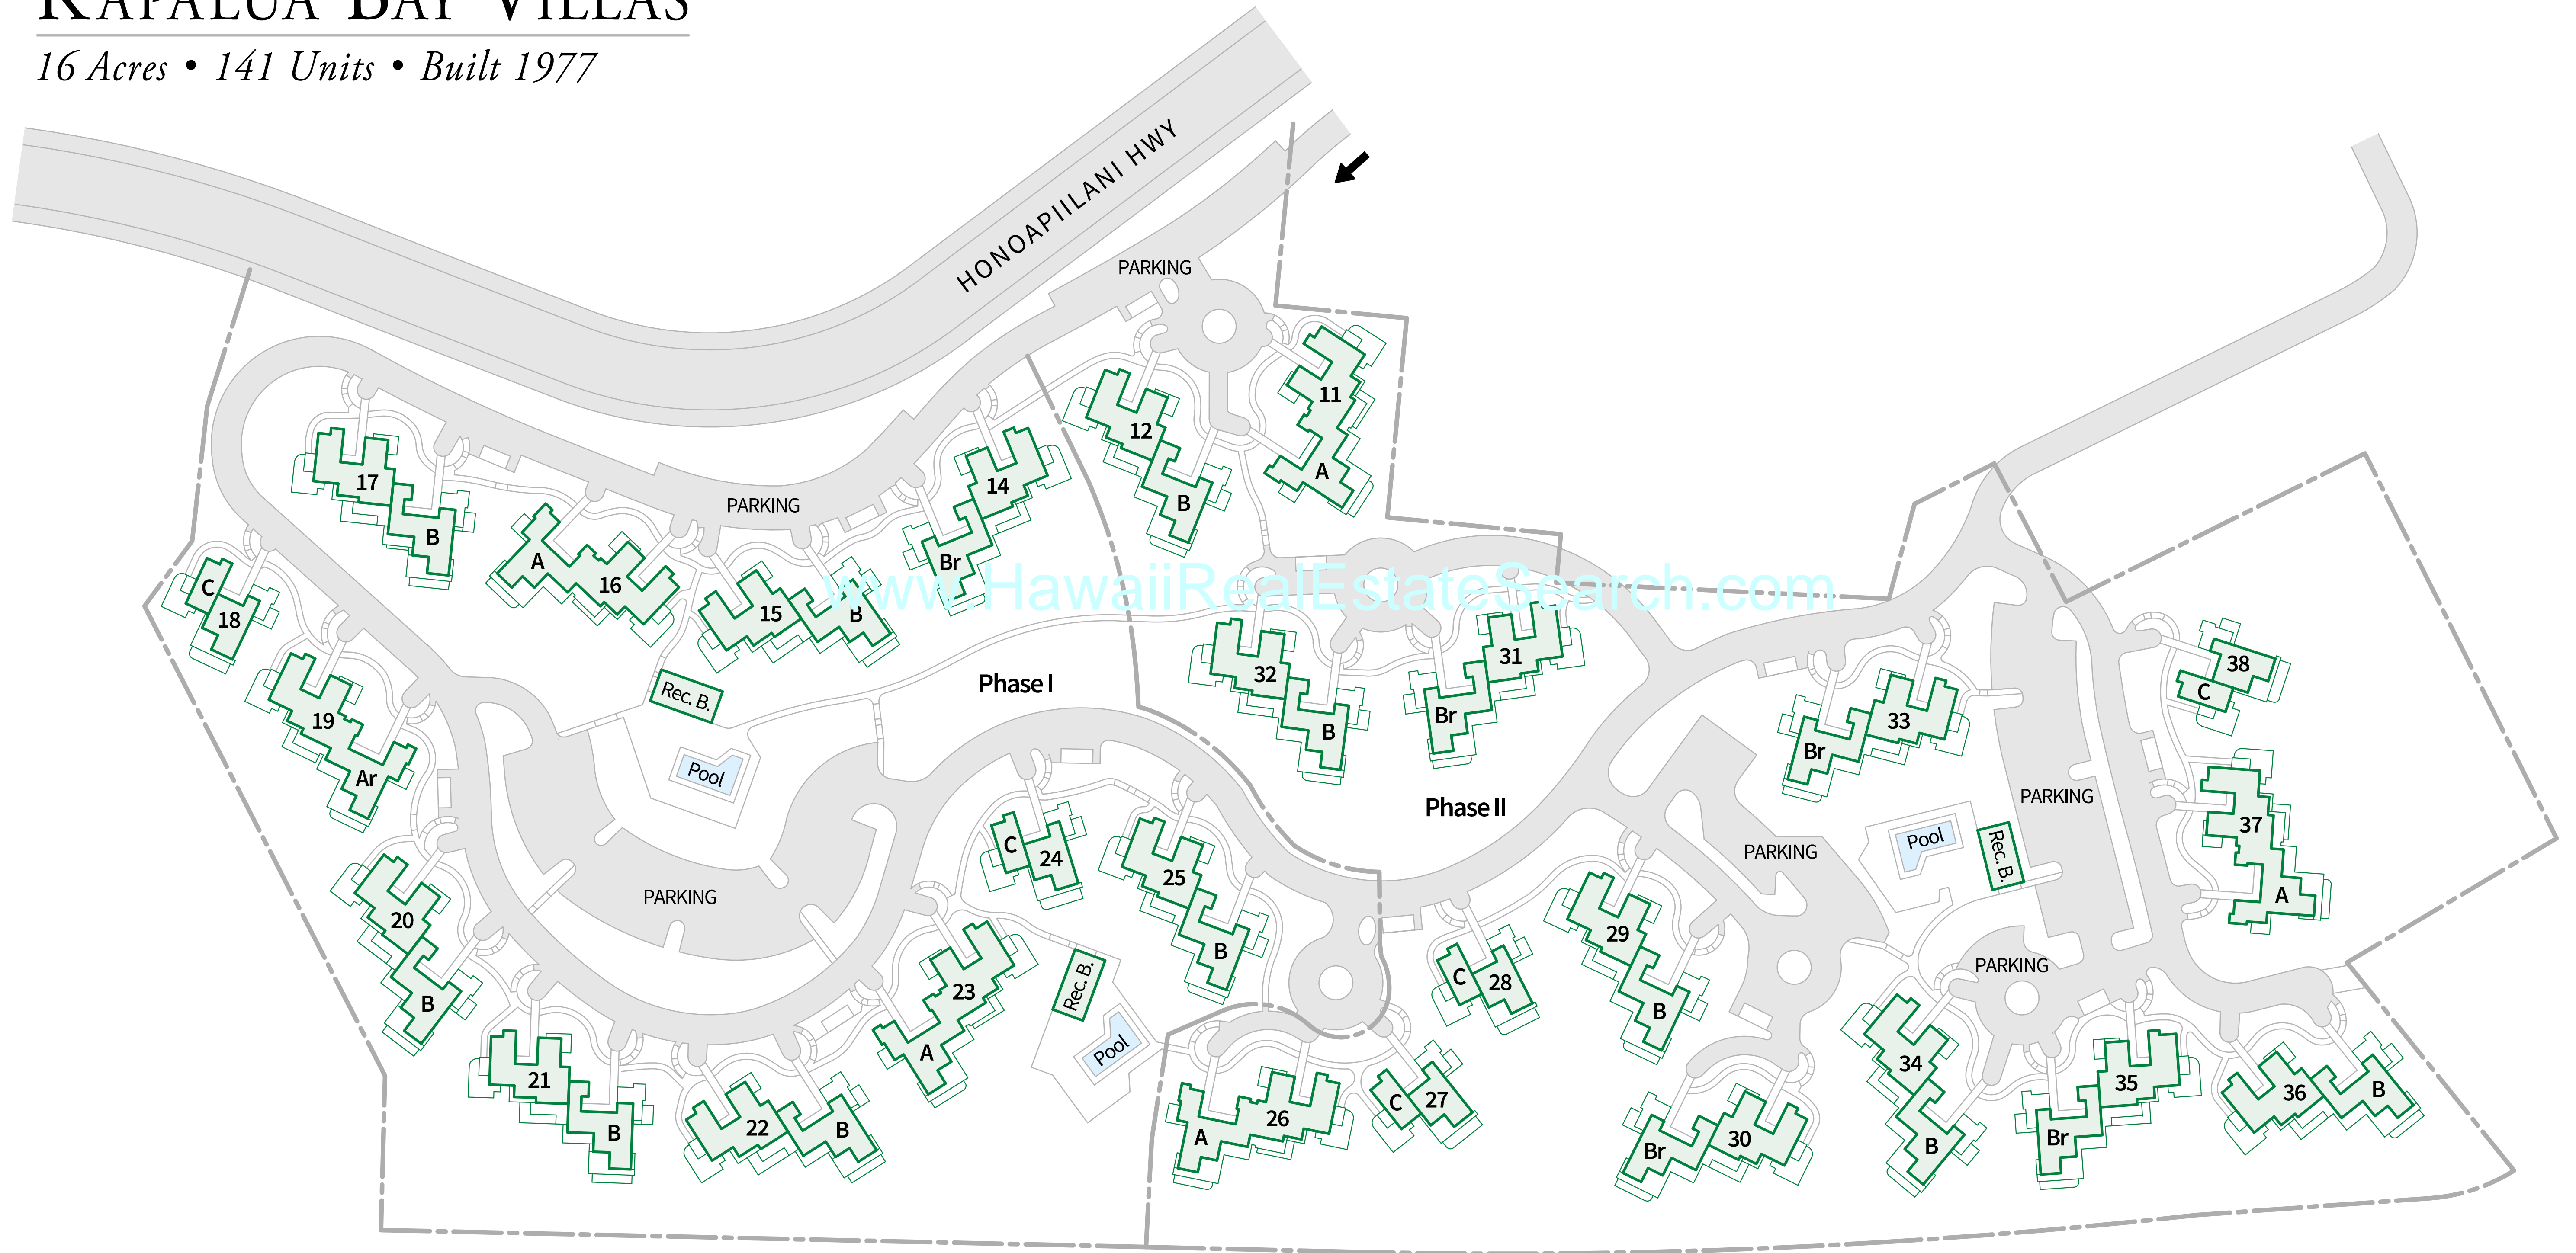 KAPALUA BAY VILLAS
16 Acres • 141 Units • Built 1977
HONOAPIILANI HWY
PARKING
11
A
12
B
14
Br
17
B
PARKING
A
16
15
B
C
18
19
Ar
Rec. B.
Pool
Phase I
32
B
31
Br
www.HawaiiRealEstateSearch.com
Phase II
33
Br
38
C
PARKING
37
A
PARKING
Pool
Rec. B.
PARKING
C
24
25
B
20
B
23
A
Rec. B.
Pool
C
28
29
B
PARKING
21
B
22
B
A
26
C
27
Br
30
34
B
35
Br
36
B